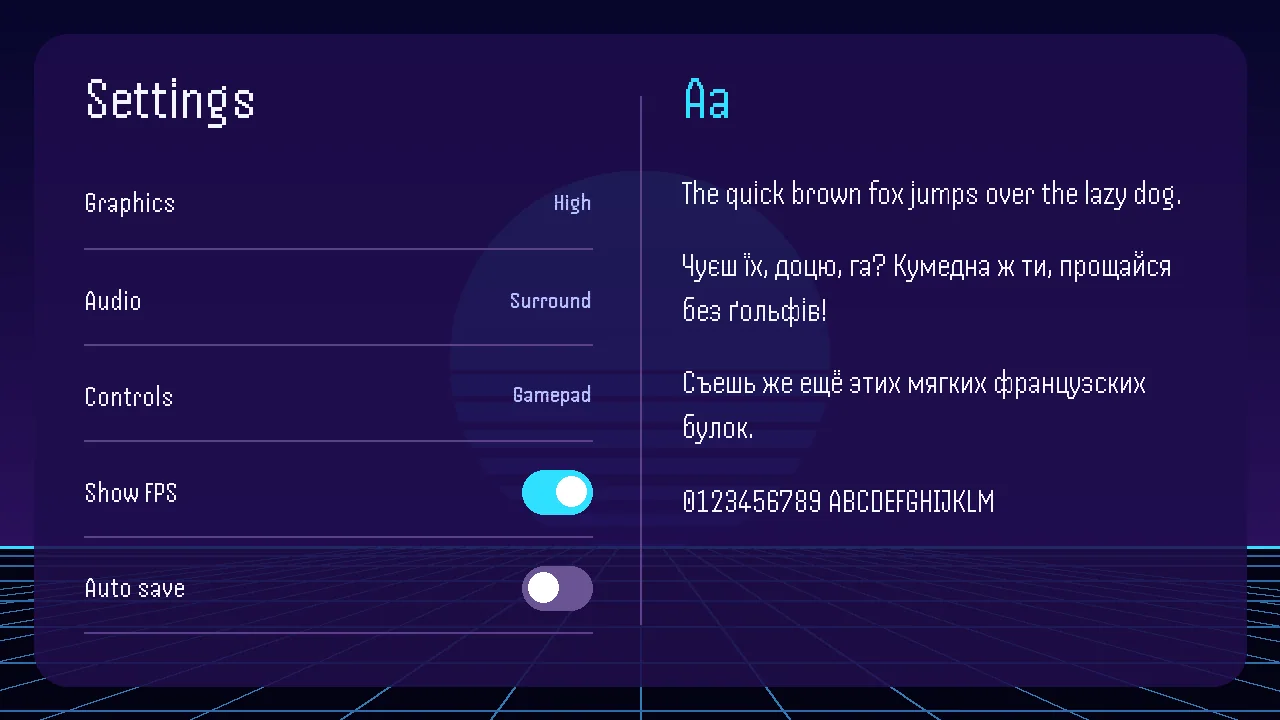 Settings
Graphics High
Audio Surround
Controls Gamepad
Show FPS
Auto save
Aa
The quick brown fox jumps over the lazy dog.
Чуєш їх, доцю, га? Кумедна ж ти, прощайся
без ґольфів!
Съешь же ещё этих мягких французских
булок.
0123456789 ABCDEFGHIJKLM